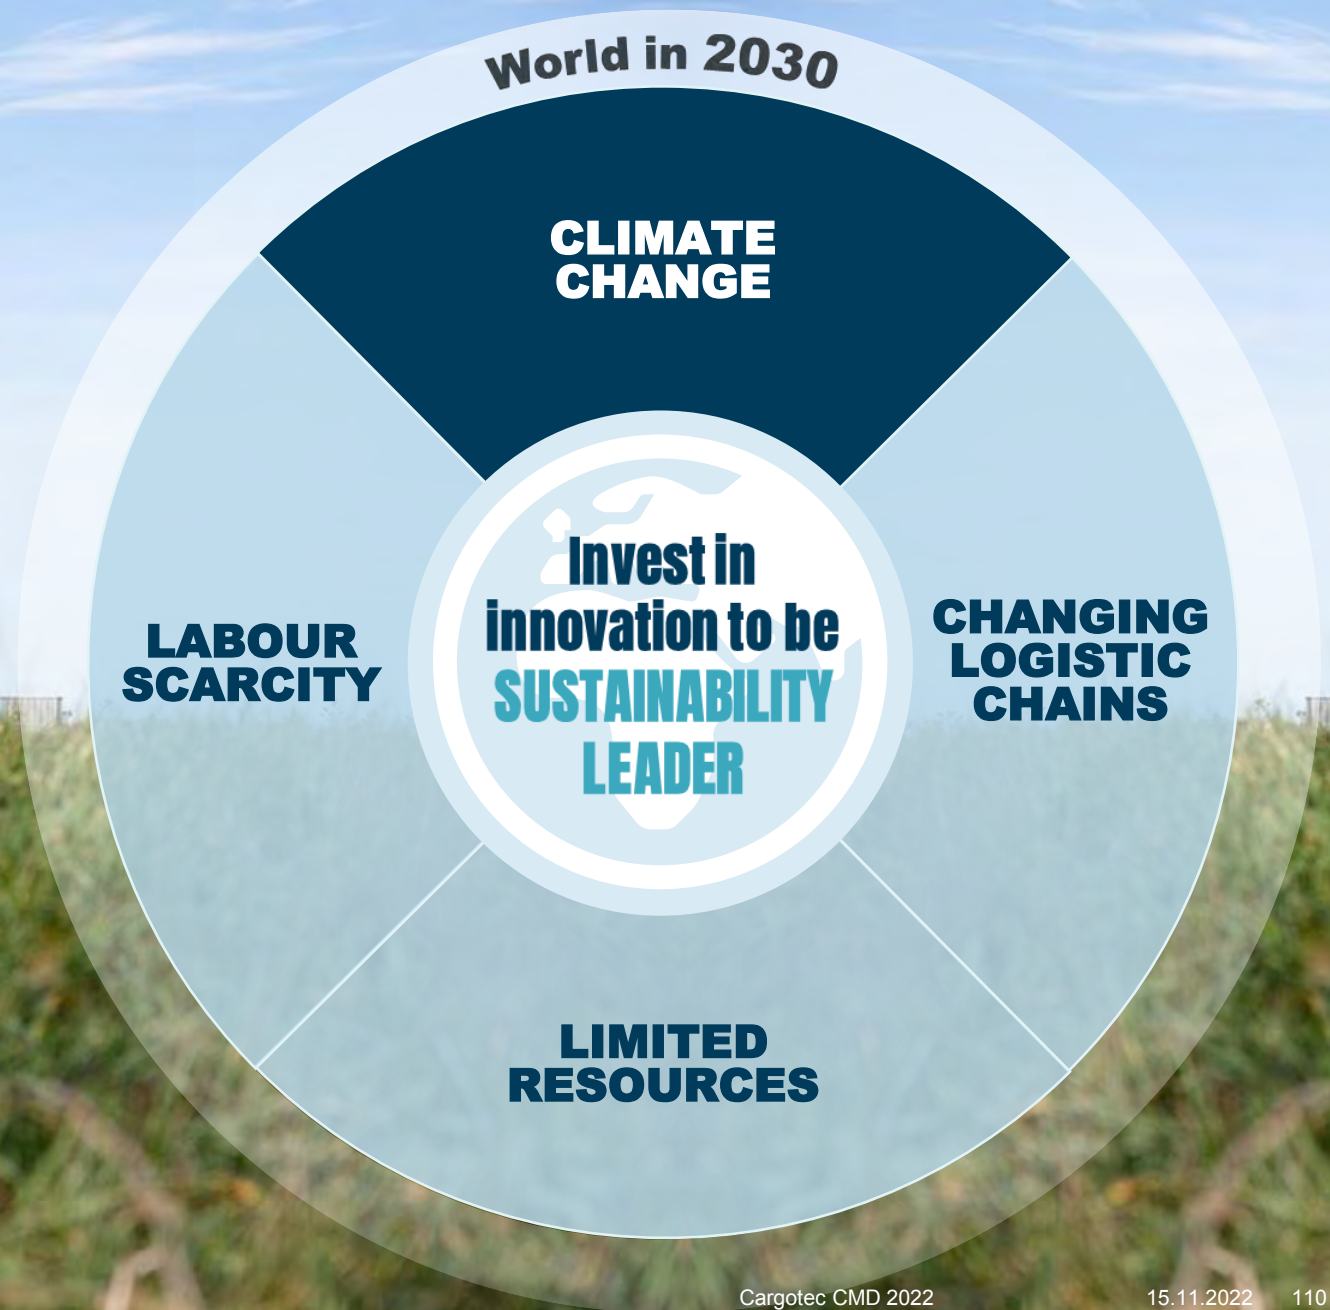 World in 2030
CLIMATE
CHANGE
LABOUR
SCARCITY
Invest in
innovation to be
SUSTAINABILITY
LEADER
CHANGING
LOGISTIC
CHAINS
LIMITED
RESOURCES
Cargotec CMD 2022 15.11.2022 110